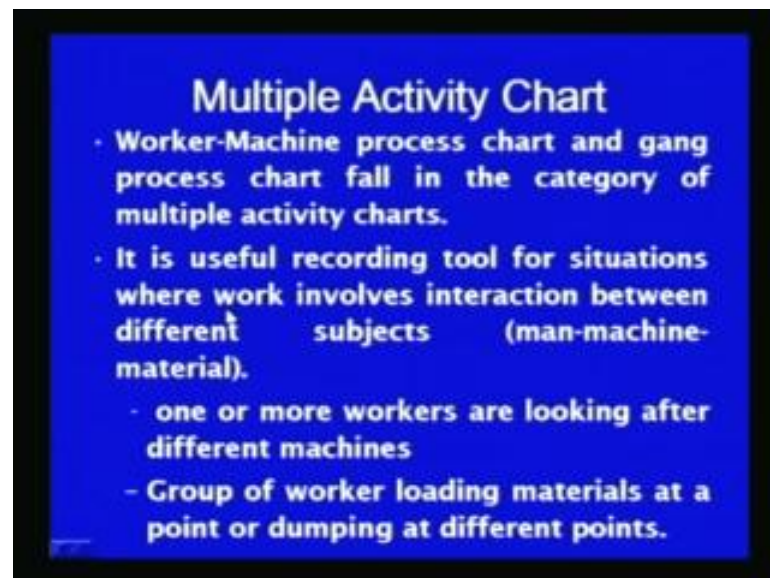 Multiple Activity Chart
· Worker-Machine process chart and gang
process chart fall in the category of
multiple activity charts.
· It is useful recording tool for situations
where work involves interaction between
different subjects (man-machine-
material).
- one or more workers are looking after
different machines
– Group of worker loading materials at a
point or dumping at different points.